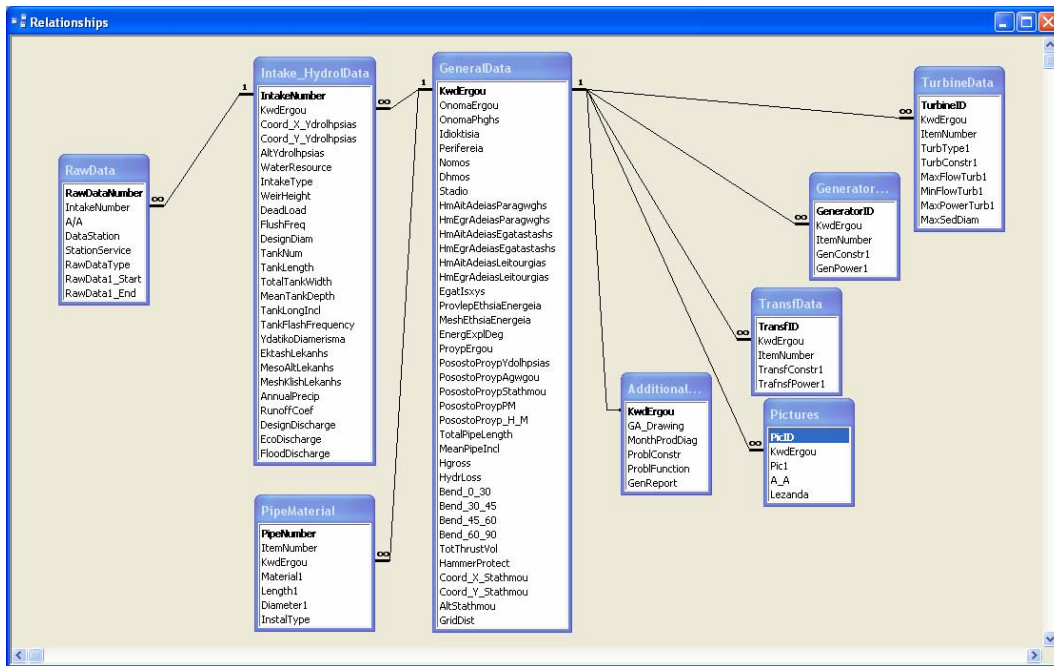 Relationships
RawData
RawDataNumber
IntakeNumber
A/A
DataStation
StationService
RawDataType
RawData1_Start
RawData1_End
1
∞
Intake_HydrolData
IntakeNumber
KwdErgou
Coord_X_Ydrolhpsias
Coord_Y_Ydrolhpsias
AltYdrolhpsias
WaterResource
IntakeType
WeirHeight
DeadLoad
FlushFreq
DesignDiam
TankNum
TankLength
TotalTankWidth
MeanTankDepth
TankLongIncl
TankFlashFrequency
YdatikoDiamerisma
EktashLekanhs
MesoAltLekanhs
MeshKlishLekanhs
AnnualPrecip
RunoffCoef
DesignDischarge
EcoDischarge
FloodDischarge
∞
1
PipeMaterial
PipeNumber
ItemNumber
KwdErgou
Material1
Length1
Diameter1
InstalType
∞
GeneralData
KwdErgou
OnomaErgou
OnomaPhghs
Idioktisia
Perifereia
Nomos
Dhmos
Stadio
HmAitAdeiasParagwghs
HmEgrAdeiasParagwghs
HmAitAdeiasEgatastashs
HmEgrAdeiasEgatastashs
HmAitAdeiasLeitourgias
HmEgrAdeiasLeitourgias
EgatIsxys
ProvlepEthsiaEnergeia
MeshEthsiaEnergeia
EnergExplDeg
ProypErgou
PosostoProypYdolhpsias
PosostoProypAgwgou
PosostoProypStathmou
PosostoProypPM
PosostoProyp_H_M
TotalPipeLength
MeanPipeIncl
Hgross
HydrLoss
Bend_0_30
Bend_30_45
Bend_45_60
Bend_60_90
TotThrustVol
HammerProtect
Coord_X_Stathmou
Coord_Y_Stathmou
AltStathmou
GridDist
1
Additional...
KwdErgou
GA_Drawing
MonthProdDiag
ProblConstr
ProblFunction
GenReport
TurbineData
TurbineID
KwdErgou
ItemNumber
TurbType1
TurbConstr1
MaxFlowTurb1
MinFlowTurb1
MaxPowerTurb1
MaxSedDiam
∞
Generator...
GeneratorID
KwdErgou
ItemNumber
GenConstr1
GenPower1
∞
TransfData
TransfID
KwdErgou
ItemNumber
TransfConstr1
TrafnsfPower1
∞
Pictures
PicID
KwdErgou
Pic1
A_A
Lezanda
∞